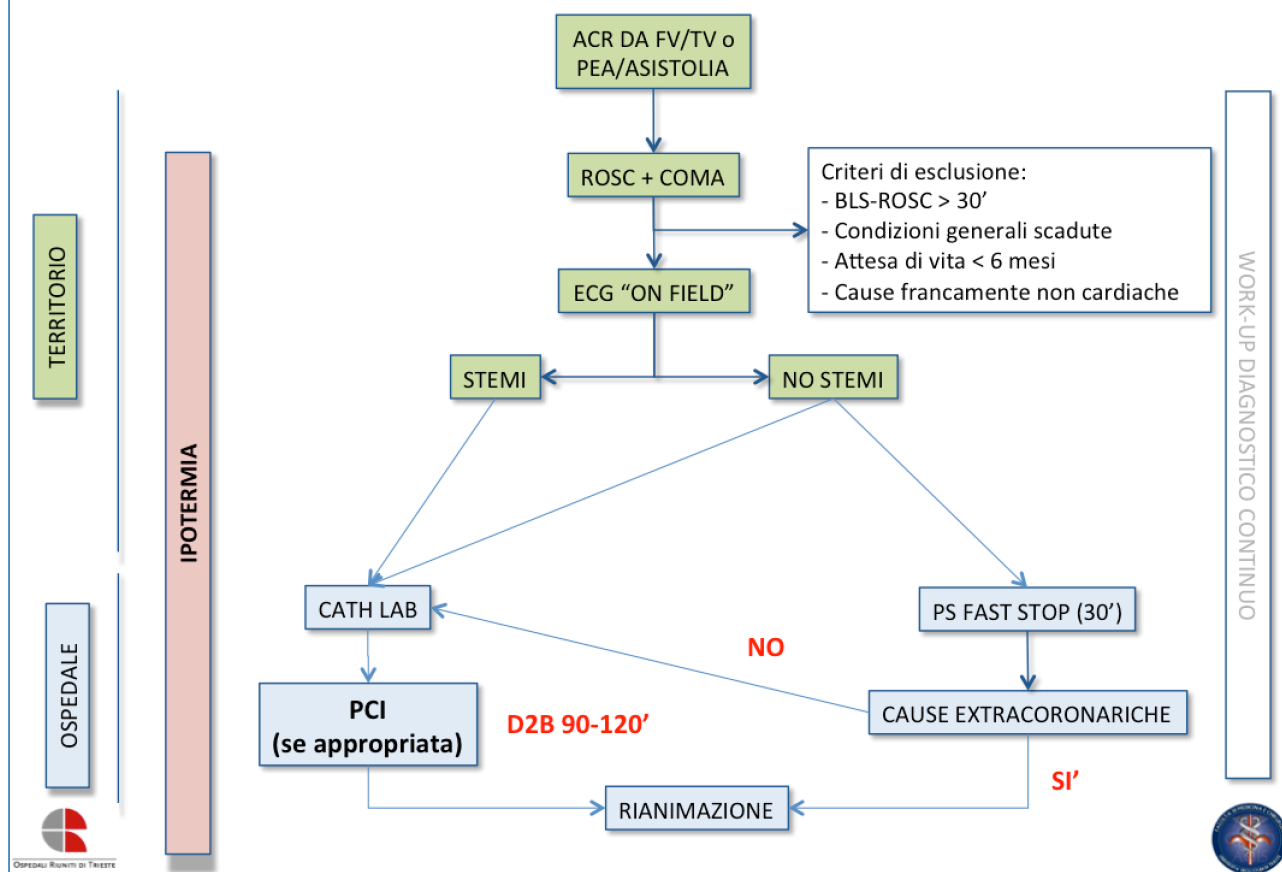 ACR DA FV/TV o
PEA/ASISTOLIA
ROSC + COMA
Criteri di esclusione:
- BLS-ROSC > 30’
- Condizioni generali scadute
- Attesa di vita < 6 mesi
- Cause francamente non cardiache
ECG “ON FIELD”
STEMI
NO STEMI
TERRITORIO
IPOTERMIA
WORK-UP DIAGNOSTICO CONTINUO
OSPEDALE
CATH LAB
PS FAST STOP (30’)
NO
PCI
(se appropriata)
D2B 90-120’
CAUSE EXTRACORONARICHE
SI’
RIANIMAZIONE
OSPEDALI RIUNITI DI TRIESTE